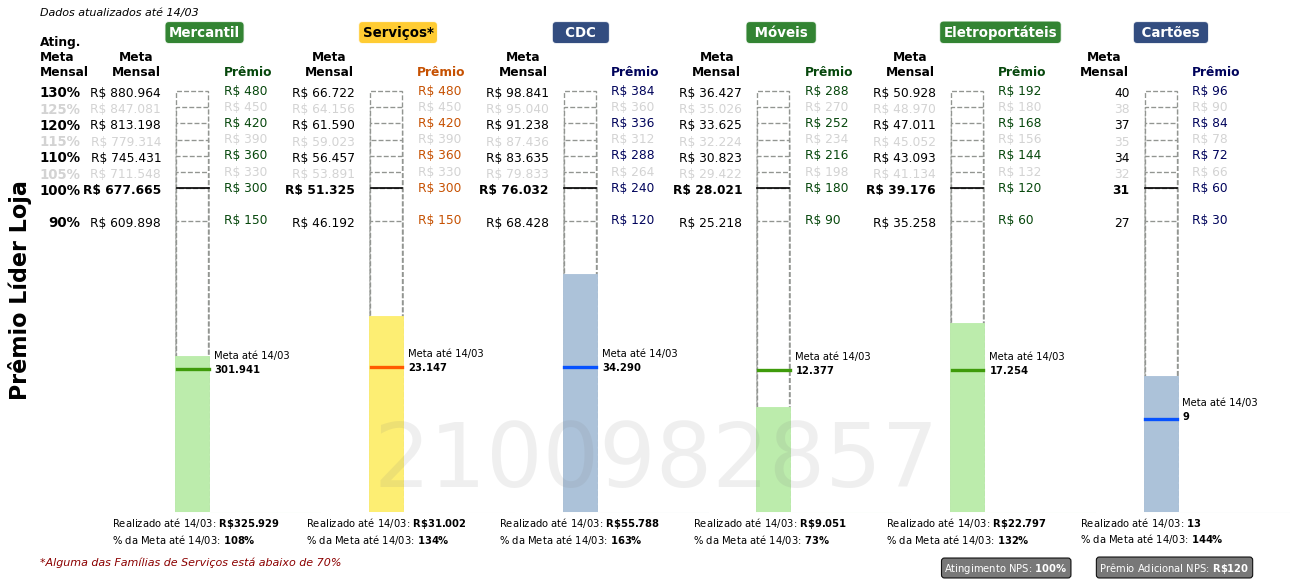 Dados atualizados até 14/03
Mercantil Serviços* CDC Móveis Eletroportáteis Cartões
Ating. Meta Mensal
Meta Mensal Prêmio Meta Mensal Prêmio Meta Mensal Prêmio Meta Mensal Prêmio Meta Mensal Prêmio Meta Mensal Prêmio
130% R$ 880.964 R$ 480 R$ 66.722 R$ 480 R$ 98.841 R$ 384 R$ 36.427 R$ 288 R$ 50.928 R$ 192 40 R$ 96
125% R$ 847.081 R$ 450 R$ 64.156 R$ 450 R$ 95.040 R$ 360 R$ 35.026 R$ 270 R$ 48.970 R$ 180 38 R$ 90
120% R$ 813.198 R$ 420 R$ 61.590 R$ 420 R$ 91.238 R$ 336 R$ 33.625 R$ 252 R$ 47.011 R$ 168 37 R$ 84
115% R$ 779.314 R$ 390 R$ 59.023 R$ 390 R$ 87.436 R$ 312 R$ 32.224 R$ 234 R$ 45.052 R$ 156 35 R$ 78
110% R$ 745.431 R$ 360 R$ 56.457 R$ 360 R$ 83.635 R$ 288 R$ 30.823 R$ 216 R$ 43.093 R$ 144 34 R$ 72
105% R$ 711.548 R$ 330 R$ 53.891 R$ 330 R$ 79.833 R$ 264 R$ 29.422 R$ 198 R$ 41.134 R$ 132 32 R$ 66
100% R$ 677.665 R$ 300 R$ 51.325 R$ 300 R$ 76.032 R$ 240 R$ 28.021 R$ 180 R$ 39.176 R$ 120 31 R$ 60
90% R$ 609.898 R$ 150 R$ 46.192 R$ 150 R$ 68.428 R$ 120 R$ 25.218 R$ 90 R$ 35.258 R$ 60 27 R$ 30
Prêmio Líder Loja
Meta até 14/03 Meta até 14/03 Meta até 14/03 Meta até 14/03 Meta até 14/03
301.941 23.147 34.290 12.377 17.254
Meta até 14/03
9
2100982857
Realizado até 14/03: R$325.929 Realizado até 14/03: R$31.002 Realizado até 14/03: R$55.788 Realizado até 14/03: R$9.051 Realizado até 14/03: R$22.797 Realizado até 14/03: 13
% da Meta até 14/03: 108% % da Meta até 14/03: 134% % da Meta até 14/03: 163% % da Meta até 14/03: 73% % da Meta até 14/03: 132% % da Meta até 14/03: 144%
*Alguma das Famílias de Serviços está abaixo de 70%
Atingimento NPS: 100% Prêmio Adicional NPS: R$120